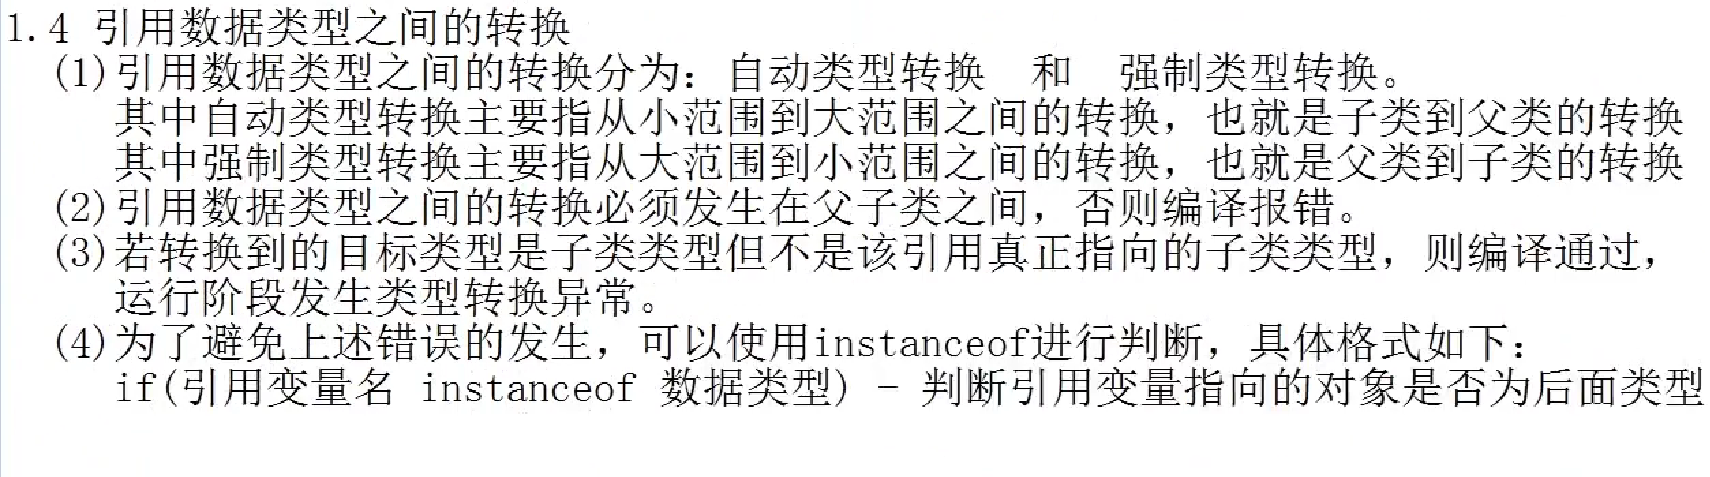 1.4 引用数据类型之间的转换
(1)引用数据类型之间的转换分为：自动类型转换 和 强制类型转换。
其中自动类型转换主要指从小范围到大范围之间的转换，也就是子类到父类的转换
其中强制类型转换主要指从大范围到小范围之间的转换，也就是父类到子类的转换
(2)引用数据类型之间的转换必须发生在父子类之间，否则编译报错。
(3)若转换到的目标类型是子类类型但不是该引用真正指向的子类类型，则编译通过，
运行阶段发生类型转换异常。
(4)为了避免上述错误的发生，可以使用instanceof进行判断，具体格式如下：
if(引用变量名 instanceof 数据类型) - 判断引用变量指向的对象是否为后面类型